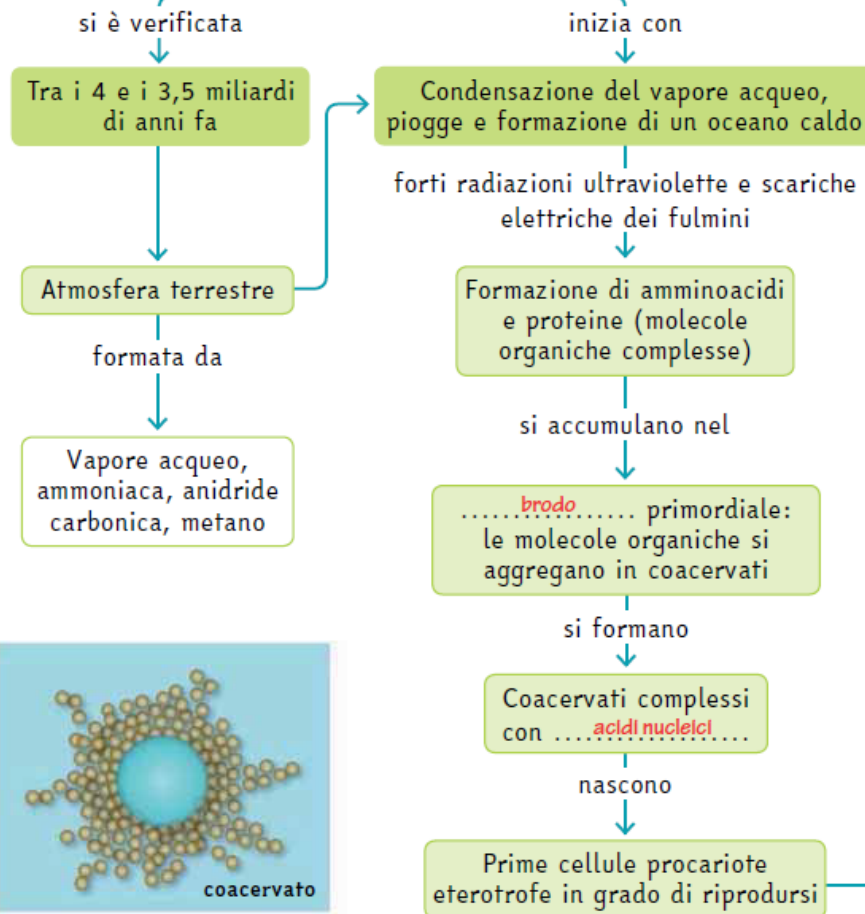 si è verificata
Tra i 4 e i 3,5 miliardi
di anni fa
Atmosfera terrestre
formata da
Vapore acqueo,
ammoniaca, anidride
carbonica, metano
inizia con
Condensazione del vapore acqueo,
piogge e formazione di un oceano caldo
forti radiazioni ultraviolette e scariche
elettriche dei fulmini
Formazione di amminoacidi
e proteine (molecole
organiche complesse)
si accumulano nel
......brodo...... primordiale:
le molecole organiche si
aggregano in coacervati
si formano
Coacervati complessi
con ....acidi nucleici....
nascono
Prime cellule procariote
eterotrofe in grado di riprodursi
coacervato